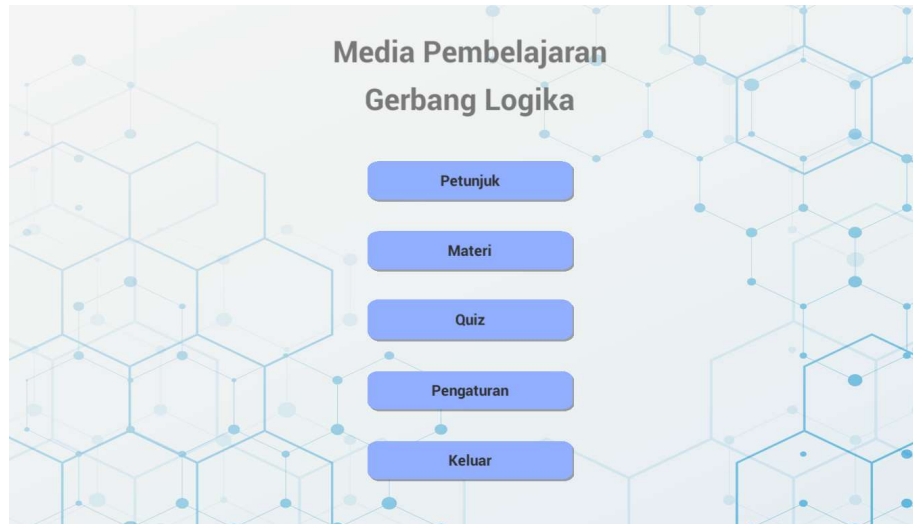 Media Pembelajaran
Gerbang Logika
Petunjuk
Materi
Quiz
Pengaturan
Keluar